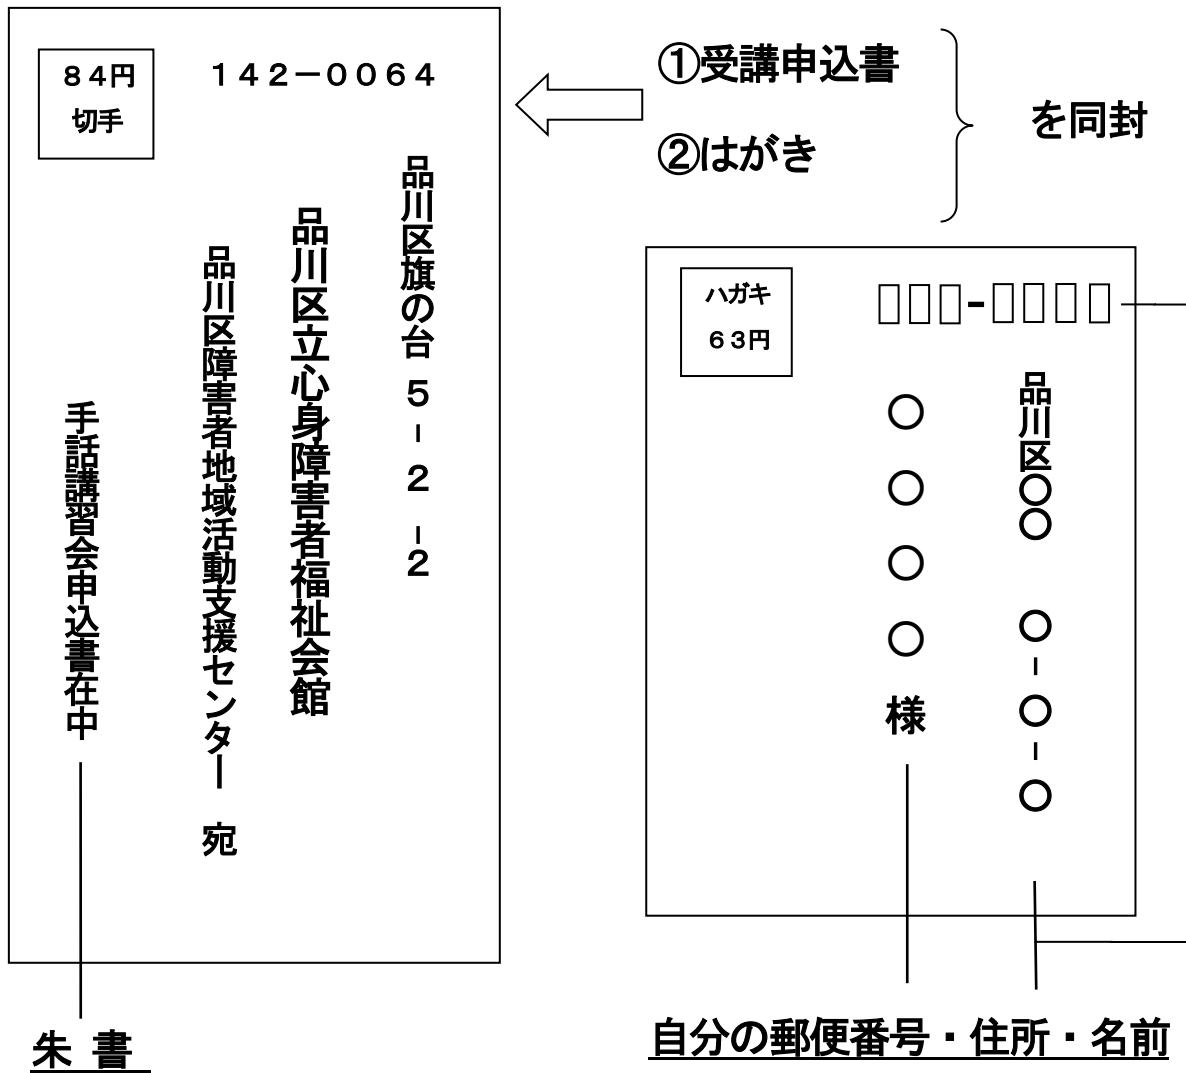 ８４円
切手
１４２－００６４
品川区旗の台５－２－２
品川区立心身障害者福祉会館
品川区障害者地域活動支援センター　宛
手話講習会申込書在中
朱 書
①受講申込書
②はがき
を同封
ハガキ
６３円
□□□-□□□□
品川区○○　○－○－○
○○○○様
自分の郵便番号・住所・名前